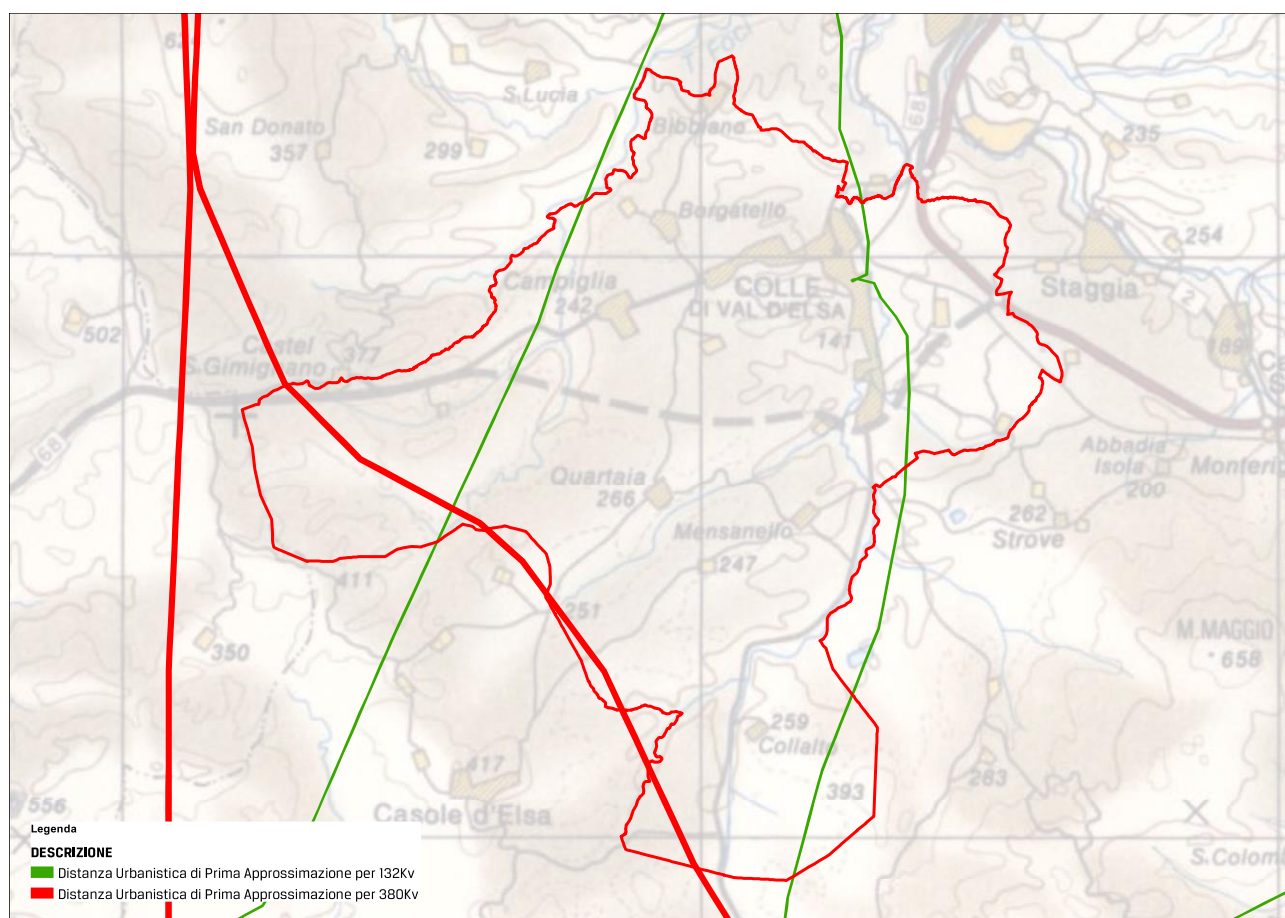 Foci
S.Lucia
San Donato
357
299
Bibbiano
68
235
Borgatello
254
Campiglia
242
COLLE
DI VAL D'ELSA
141
Staggia
502
Castel
S.Gimignano
377
189
68
Quartaia
266
Abbadia
Isola
200
Monteri
Mensanello
262
Strove
247
411
251
350
M.MAGGIO
658
259
Collalto
417
393
283
556
Casole d'Elsa
S.Colom
Legenda
DESCRIZIONE
Distanza Urbanistica di Prima Approssimazione per 132Kv
Distanza Urbanistica di Prima Approssimazione per 380Kv